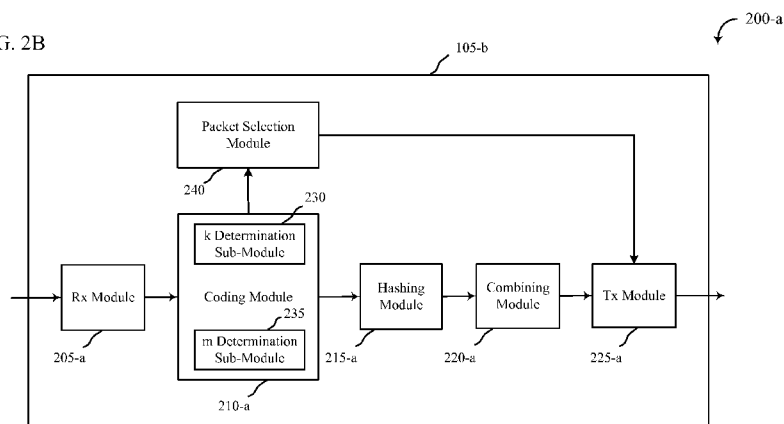 200-a
G. 2B
105-b
Packet Selection
Module
240
230
k Determination
Sub-Module
Rx Module
Coding Module
Hashing
Module
Combining
Module
Tx Module
235
m Determination
Sub-Module
205-a
215-a
220-a
225-a
210-a